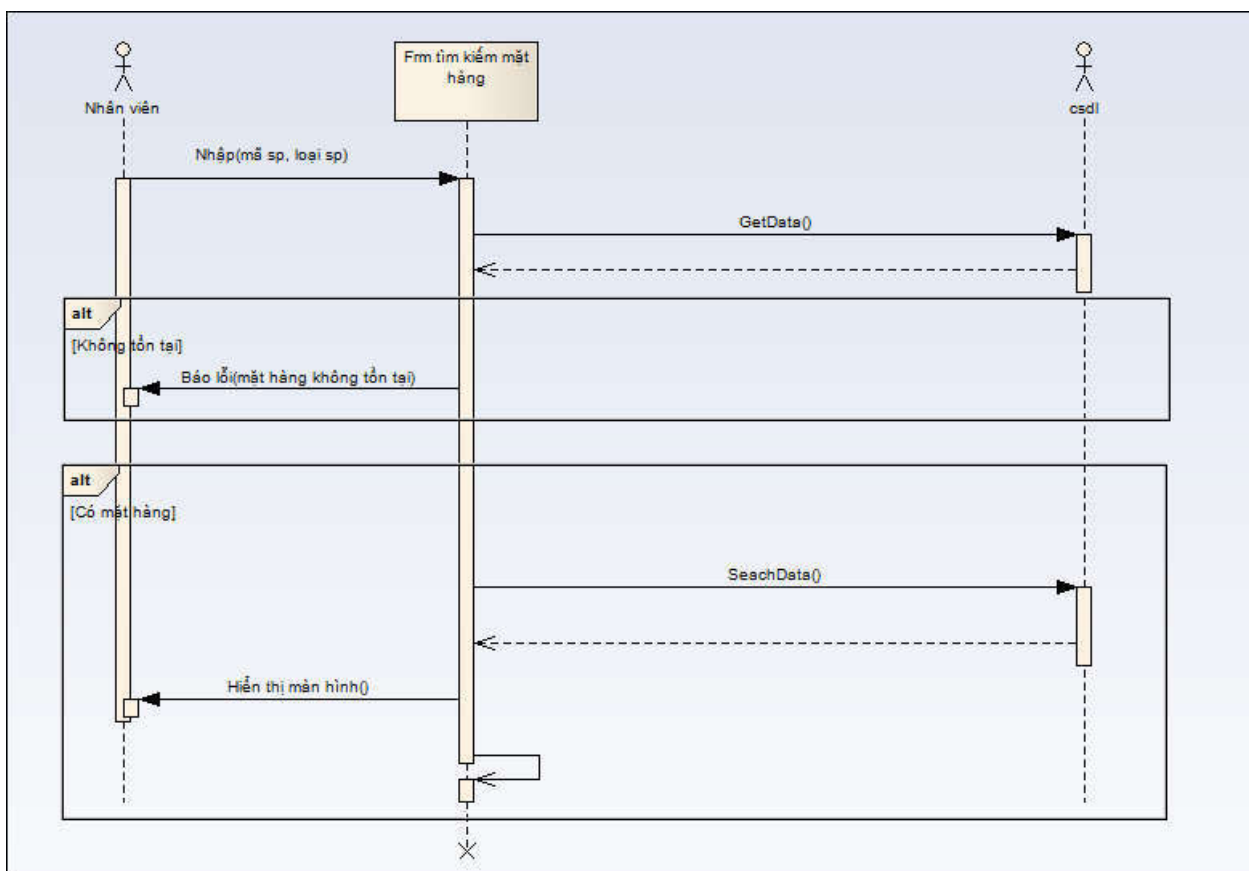 Nhân viên
Frm tìm kiếm mặt
hàng
csdl
Nhập(mã sp, loại sp)
GetData()
alt
[Không tồn tại]
Báo lỗi(mặt hàng không tồn tại)
alt
[Có mặt hàng]
SeachData()
Hiển thị màn hình()